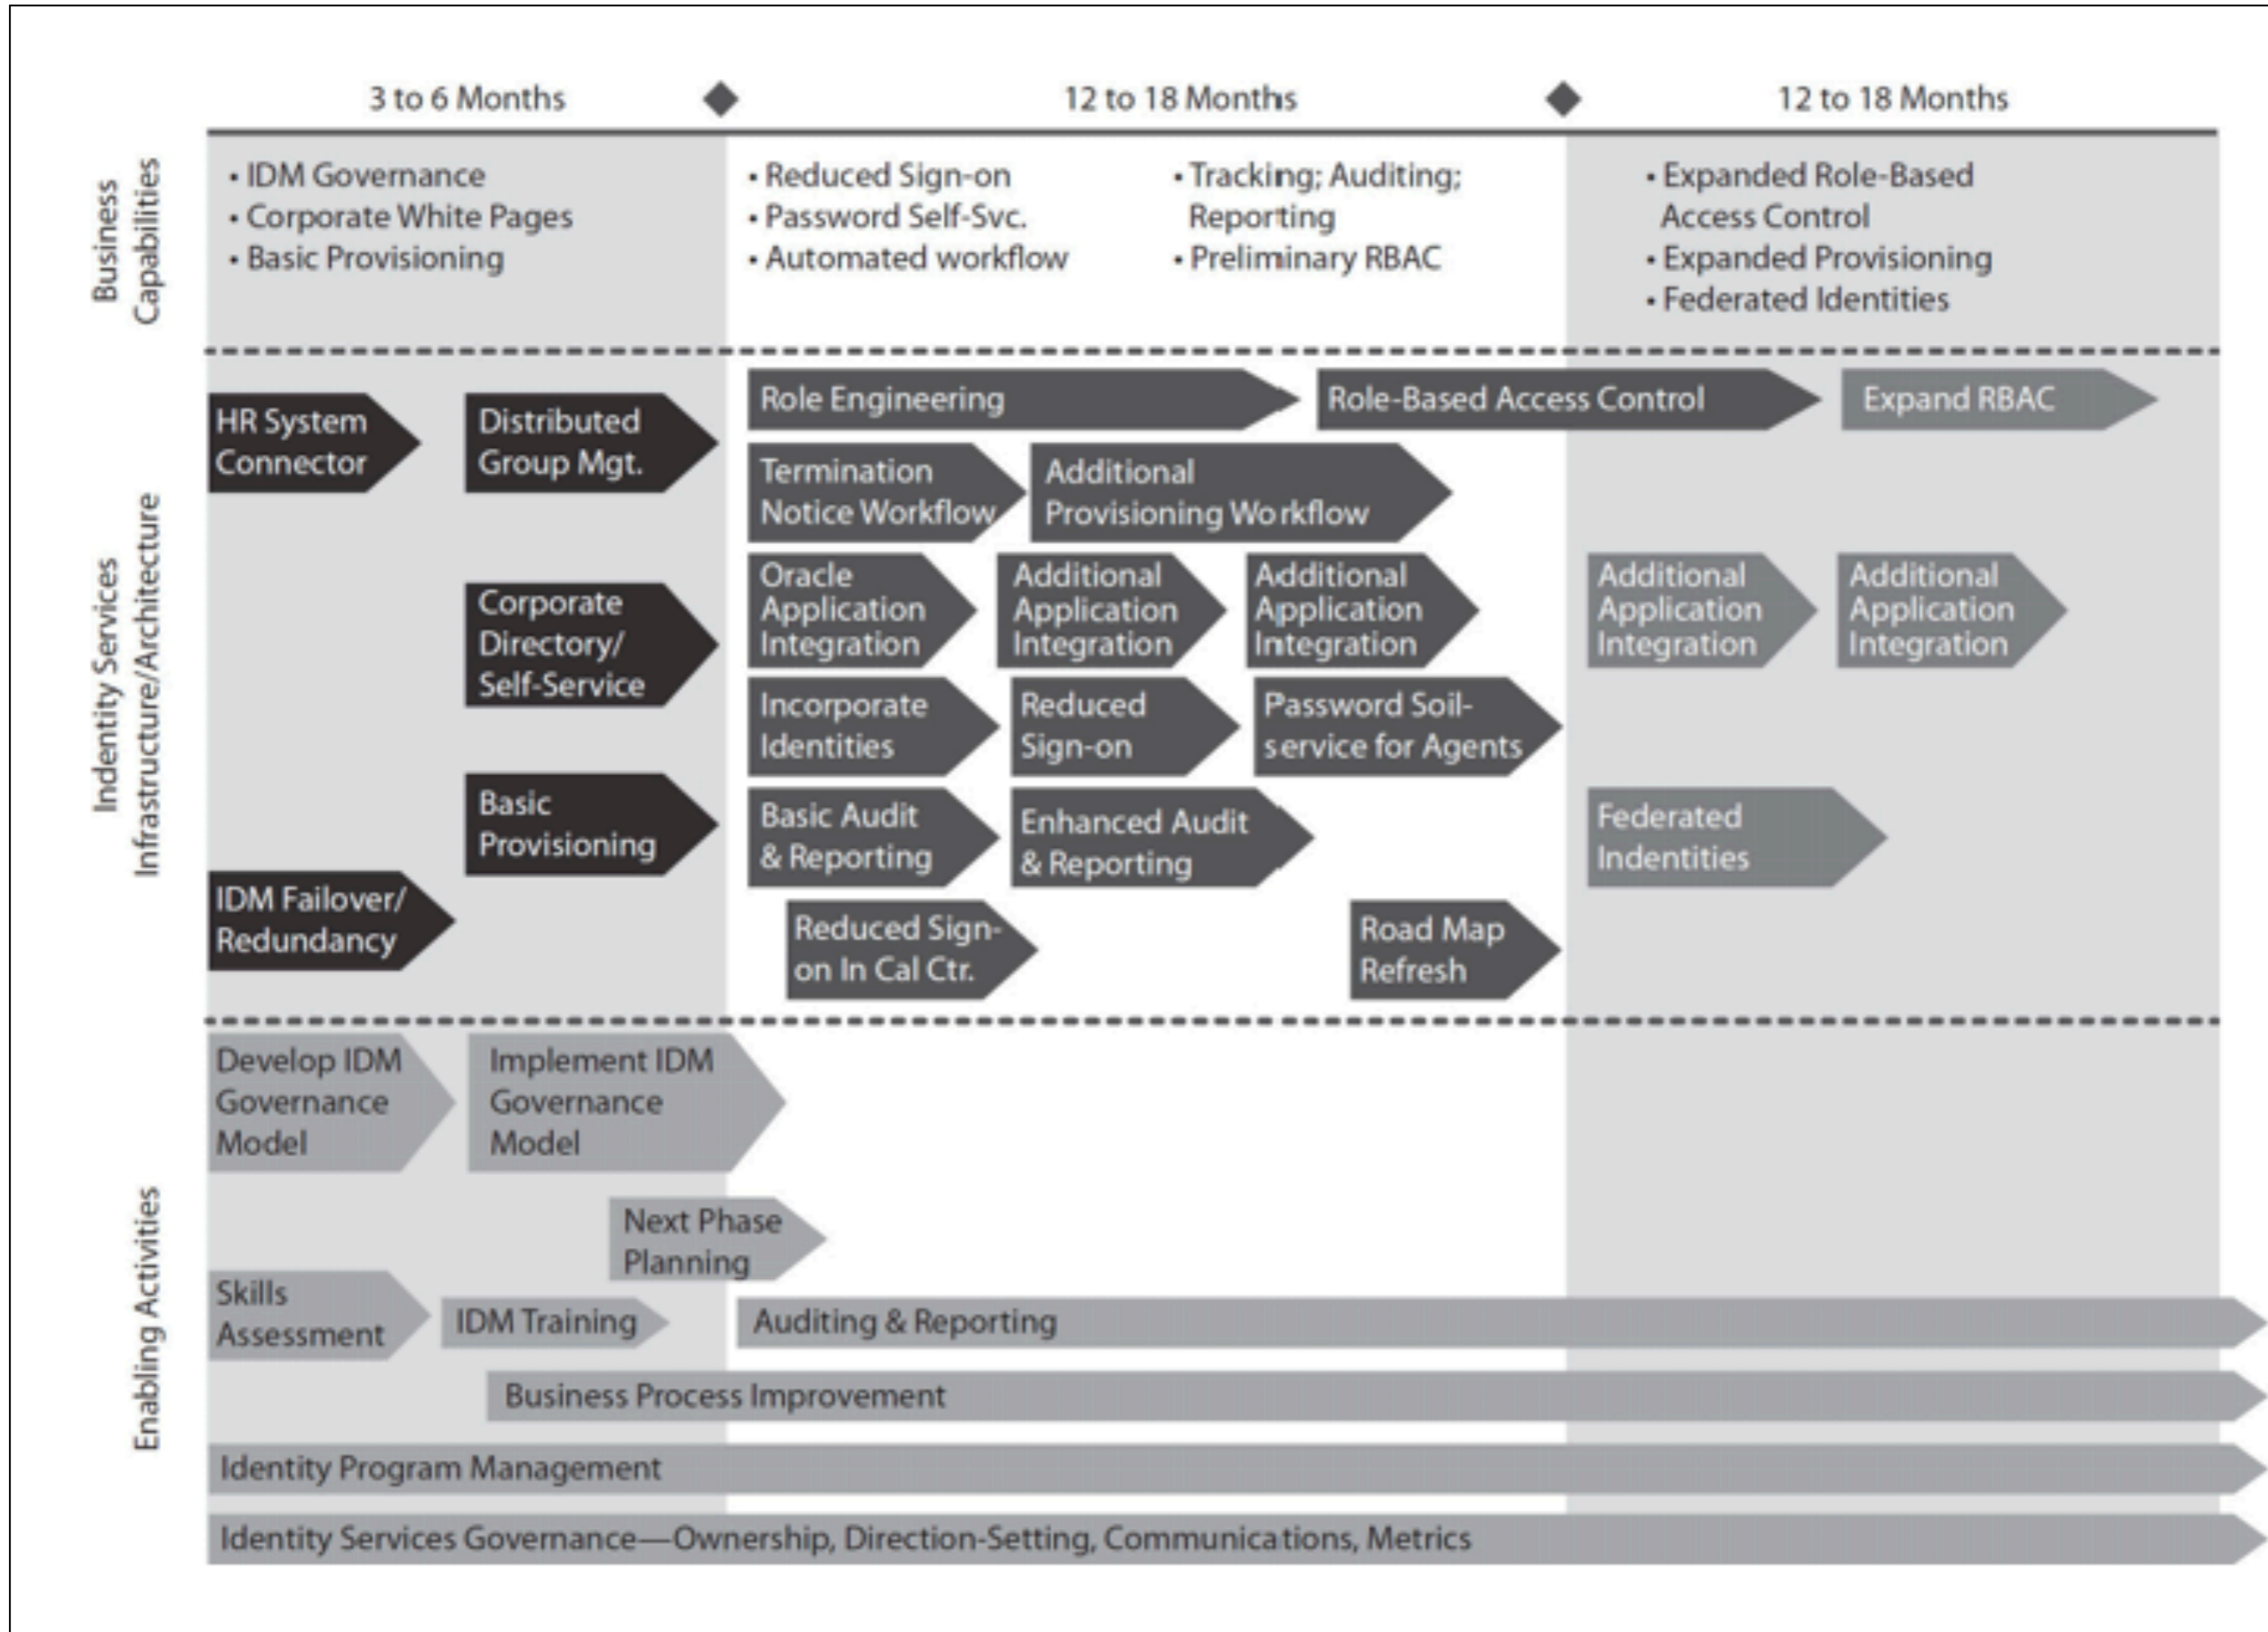 3 to 6 Months
12 to 18 Months
12 to 18 Months
Business
Capabilities
• IDM Governance
• Corporate White Pages
• Basic Provisioning
• Reduced Sign-on
• Password Self-Svc.
• Automated workflow
• Tracking; Auditing;
Reporting
• Preliminary RBAC
• Expanded Role-Based
Access Control
• Expanded Provisioning
• Federated Identities
Indentity Services
Infrastructure/Architecture
HR System
Connector
Distributed
Group Mgt.
Corporate
Directory/
Self-Service
Basic
Provisioning
IDM Failover/
Redundancy
Role Engineering
Role-Based Access Control
Expand RBAC
Termination
Notice Workflow
Additional
Provisioning Workflow
Oracle
Application
Integration
Additional
Application
Integration
Additional
Application
Integration
Additional
Application
Integration
Additional
Application
Integration
Incorporate
Identities
Reduced
Sign-on
Password Soil-
service for Agents
Basic Audit
& Reporting
Enhanced Audit
& Reporting
Federated
Indentities
Reduced Sign-
on In Cal Ctr.
Road Map
Refresh
Enabling Activities
Develop IDM
Governance
Model
Implement IDM
Governance
Model
Next Phase
Planning
Skills
Assessment
IDM Training
Auditing & Reporting
Business Process Improvement
Identity Program Management
Identity Services Governance—Ownership, Direction-Setting, Communications, Metrics